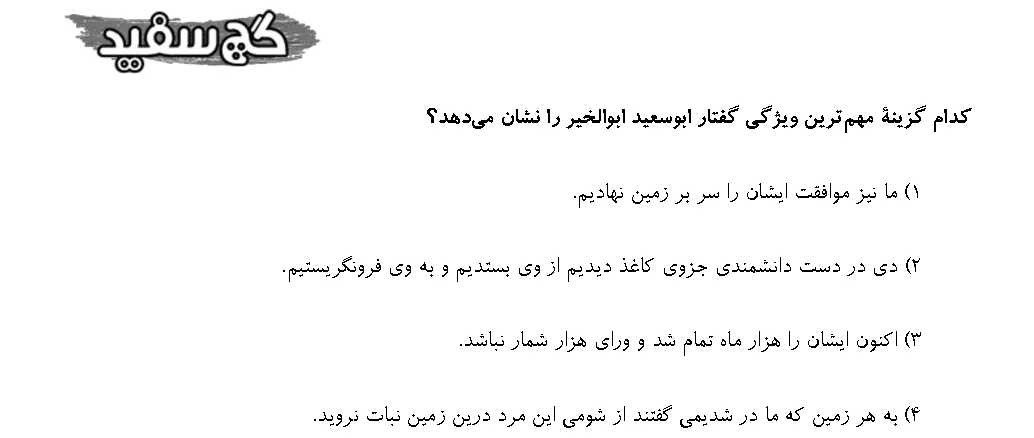 گچ سفید
کدام گزینهٔ مهم‌ترین ویژگی گفتار ابوسعید ابوالخیر را نشان می‌دهد؟
۱) ما نیز موافقت ایشان را سر بر زمین نهادیم.
۲) دی در دست دانشمندی جزوی کاغذ دیدیم از وی بستدیم و به وی فرونگریستیم.
۳) اکنون ایشان را هزار ماه تمام شد و ورای هزار شمار نباشد.
۴) به هر زمین که ما در شدیمی گفتند از شومی این مرد درین زمین نبات نروید.